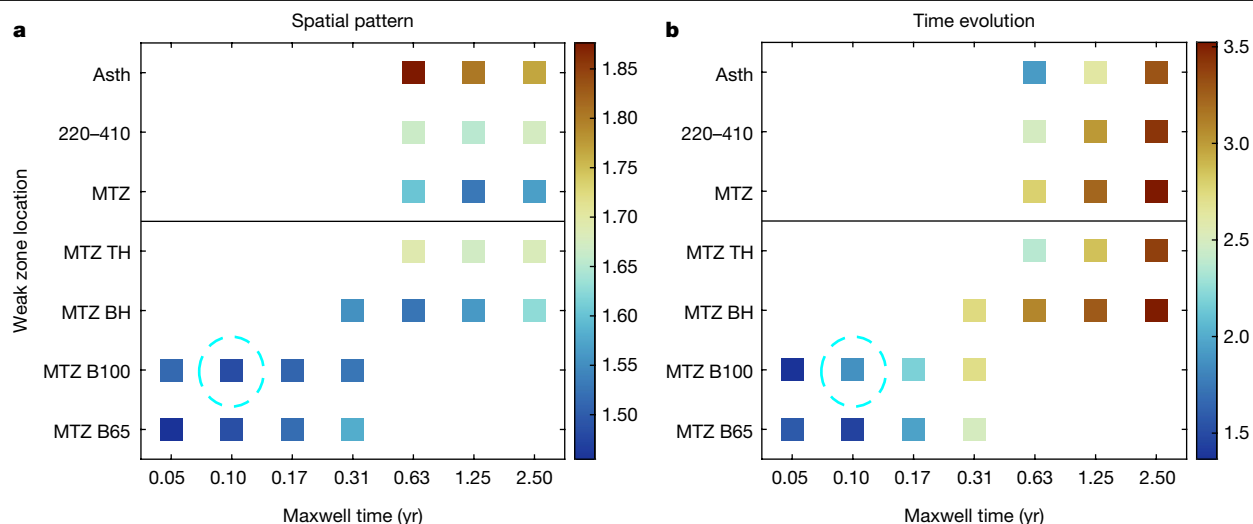 a
Spatial pattern
Weak zone location
Asth
220–410
MTZ
MTZ TH
MTZ BH
MTZ B100
MTZ B65
0.05 0.10 0.17 0.31 0.63 1.25 2.50
Maxwell time (yr)
1.85
1.80
1.75
1.70
1.65
1.60
1.55
1.50
b
Time evolution
Asth
220–410
MTZ
MTZ TH
MTZ BH
MTZ B100
MTZ B65
0.05 0.10 0.17 0.31 0.63 1.25 2.50
Maxwell time (yr)
3.5
3.0
2.5
2.0
1.5